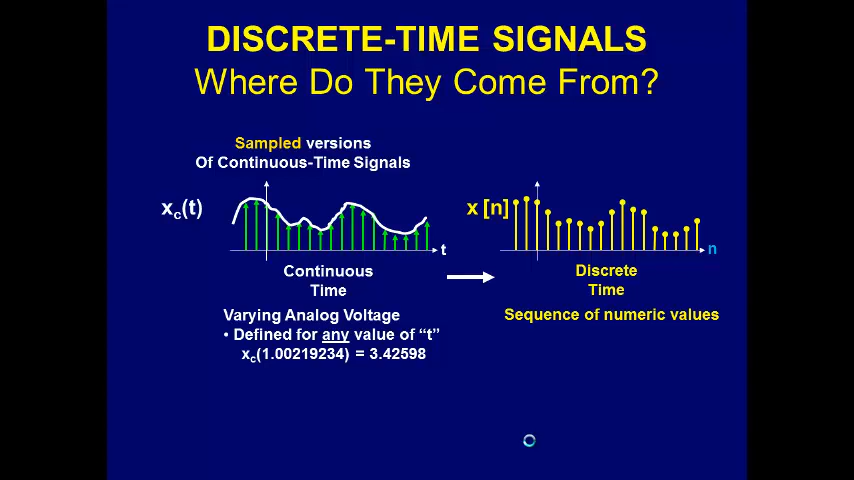 DISCRETE-TIME SIGNALS
Where Do They Come From?
Sampled versions
Of Continuous-Time Signals
xc(t)
t
Continuous
Time
Varying Analog Voltage
• Defined for any value of “t”
xc(1.00219234) = 3.42598
x [n]
n
Discrete
Time
Sequence of numeric values